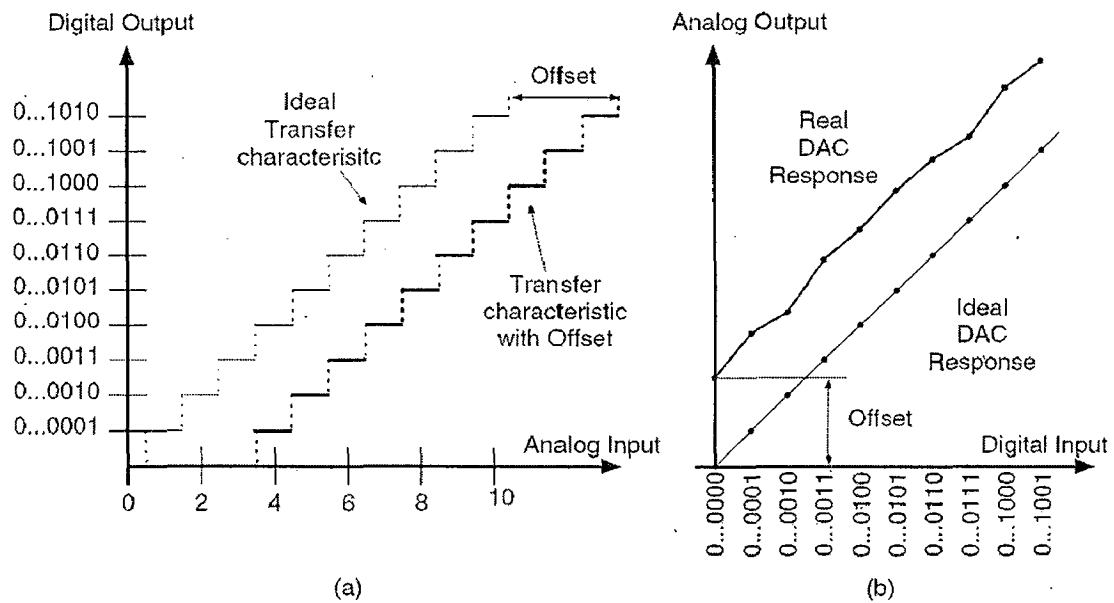 Digital Output
0...1010
0...1001
0...1000
0...0111
0...0110
0...0101
0...0100
0...0011
0...0010
0...0001
Ideal
Transfer
characterisitc
Offset
Transfer
characteristic
with Offset
Analog Input
0
2
4
6
8
10
(a)
Analog Output
Real
DAC
Response
Ideal
DAC
Response
Offset
Digital Input
0...0000
0...0001
0...0010
0...0011
0...0100
0...0101
0...0110
0...0111
0...1000
0...1001
(b)